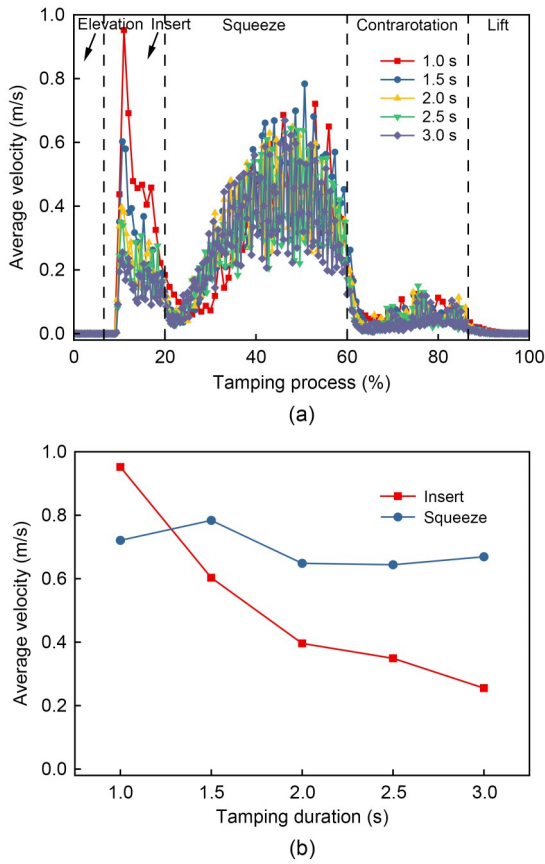 Elevation Insert Squeeze Contrarotation Lift
1.0 s
1.5 s
2.0 s
2.5 s
3.0 s
Average velocity (m/s)
1.0
0.8
0.6
0.4
0.2
0.0
0 20 40 60 80 100
Tamping process (%)
(a)
Insert
Squeeze
Average velocity (m/s)
1.0
0.8
0.6
0.4
0.2
0.0
1.0 1.5 2.0 2.5 3.0
Tamping duration (s)
(b)